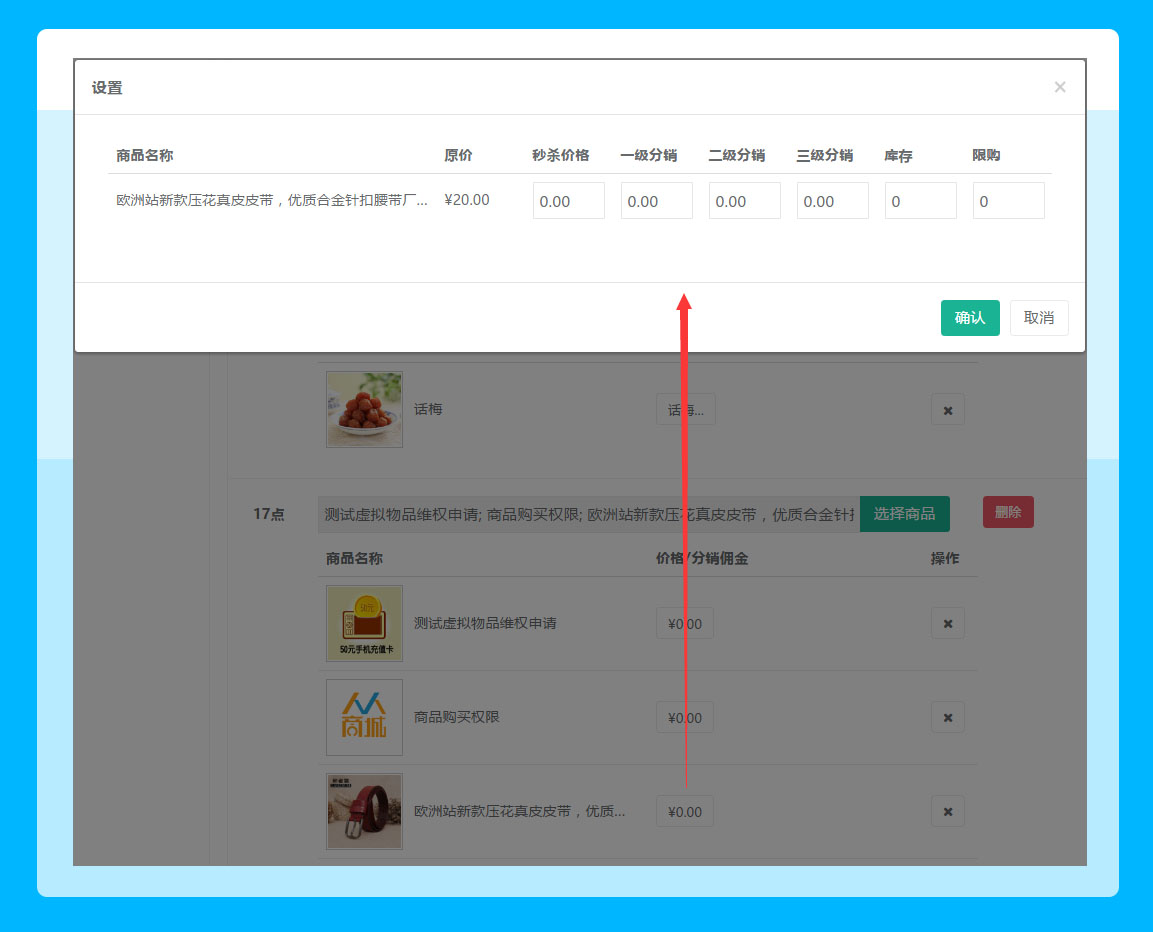 设置 ×
商品名称 原价 秒杀价格 一级分销 二级分销 三级分销 库存 限购
欧洲站新款压花真皮皮带，优质合金针扣腰带厂... ¥20.00 0.00 0.00 0.00 0.00 0 0
确认 取消
话梅 话梅... ✖
17点 测试虚拟物品维权申请; 商品购买权限; 欧洲站新款压花真皮皮带，优质合金针扣 选择商品 删除
商品名称 价格/分销佣金 操作
50元
50元手机充值卡
测试虚拟物品维权申请 ¥0.00 ✖
商城
商品购买权限 ¥0.00 ✖
欧洲站新款压花真皮皮带，优质... ¥0.00 ✖